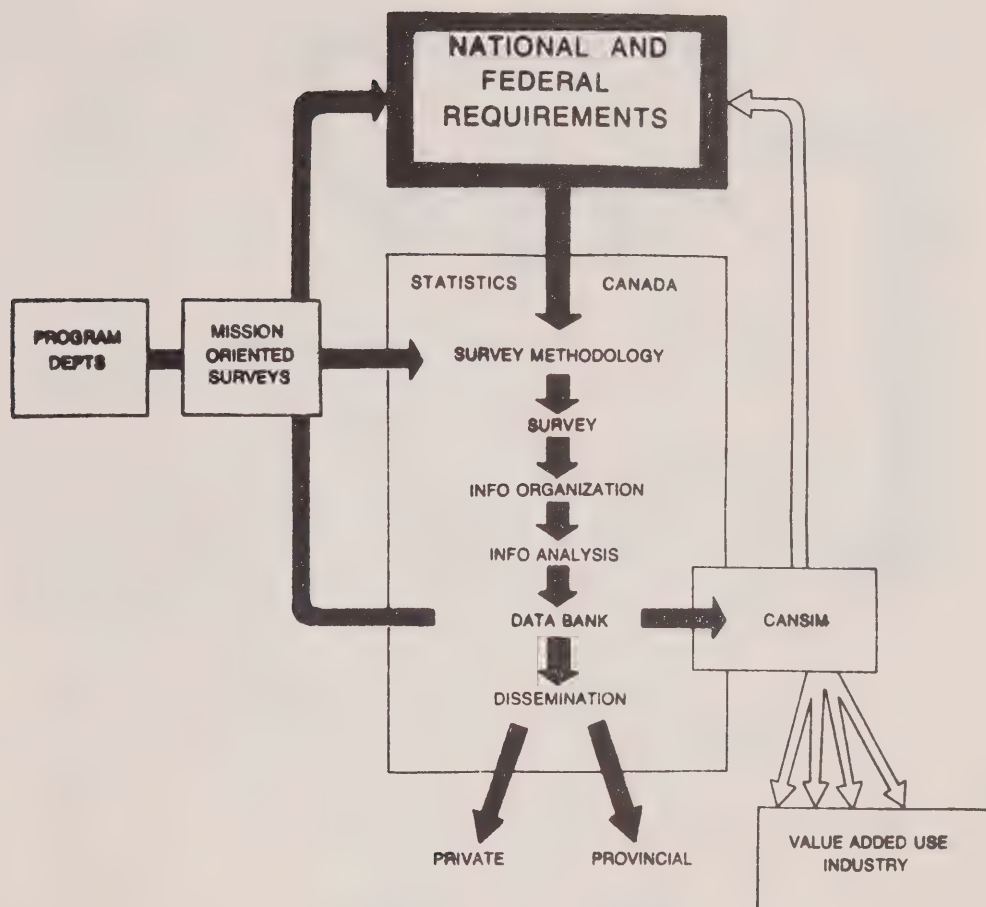 NATIONAL AND
FEDERAL
REQUIREMENTS
STATISTICS CANADA
PROGRAM
DEPTS
MISSION
ORIENTED
SURVEYS
SURVEY METHODOLOGY
SURVEY
INFO ORGANIZATION
INFO ANALYSIS
DATA BANK
CANSIM
DISSEMINATION
PRIVATE
PROVINCIAL
VALUE ADDED USE
INDUSTRY